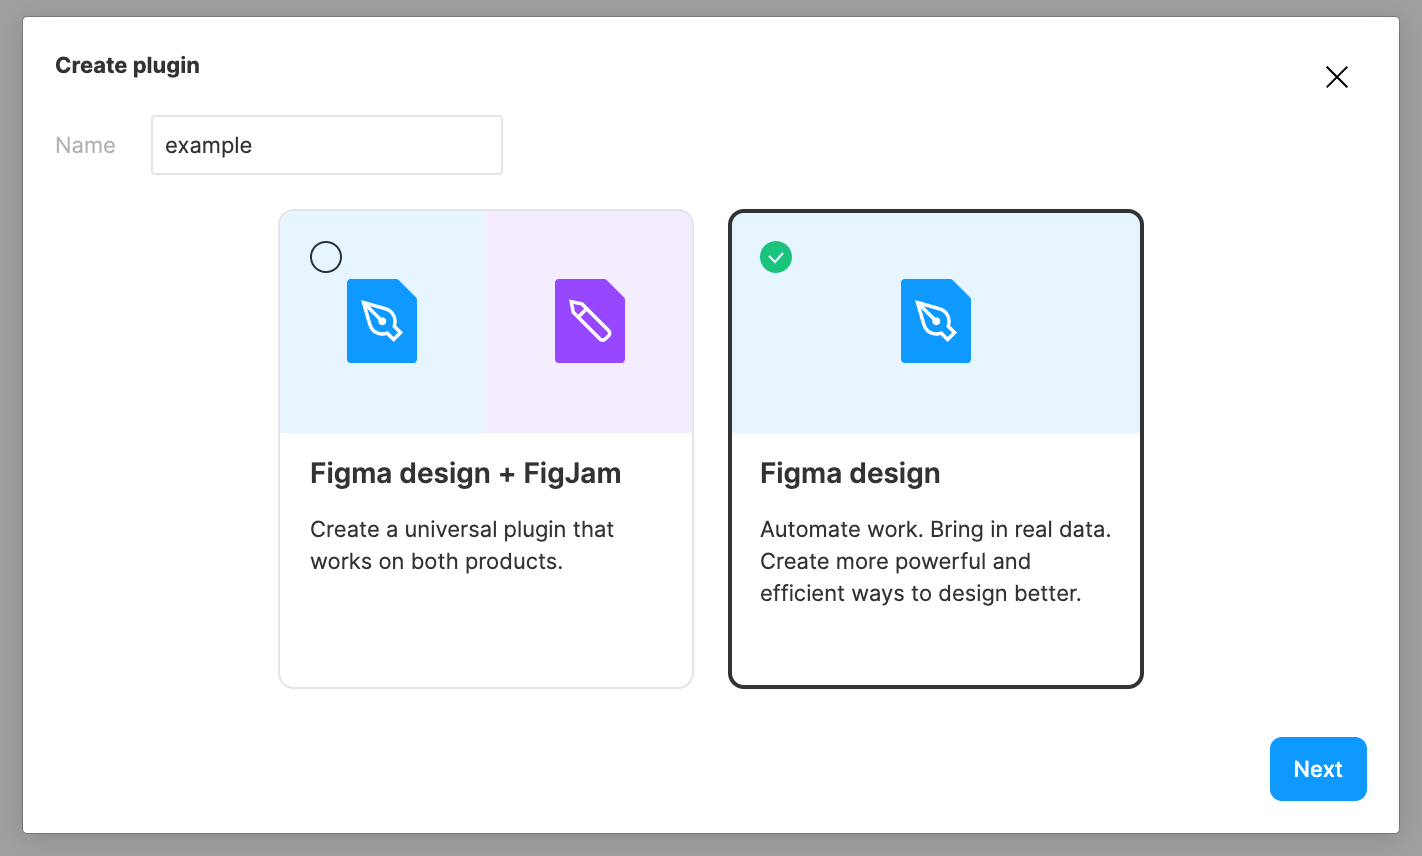 Create plugin
Name
example
Figma design + FigJam
Create a universal plugin that
works on both products.
Figma design
Automate work. Bring in real data.
Create more powerful and
efficient ways to design better.
Next